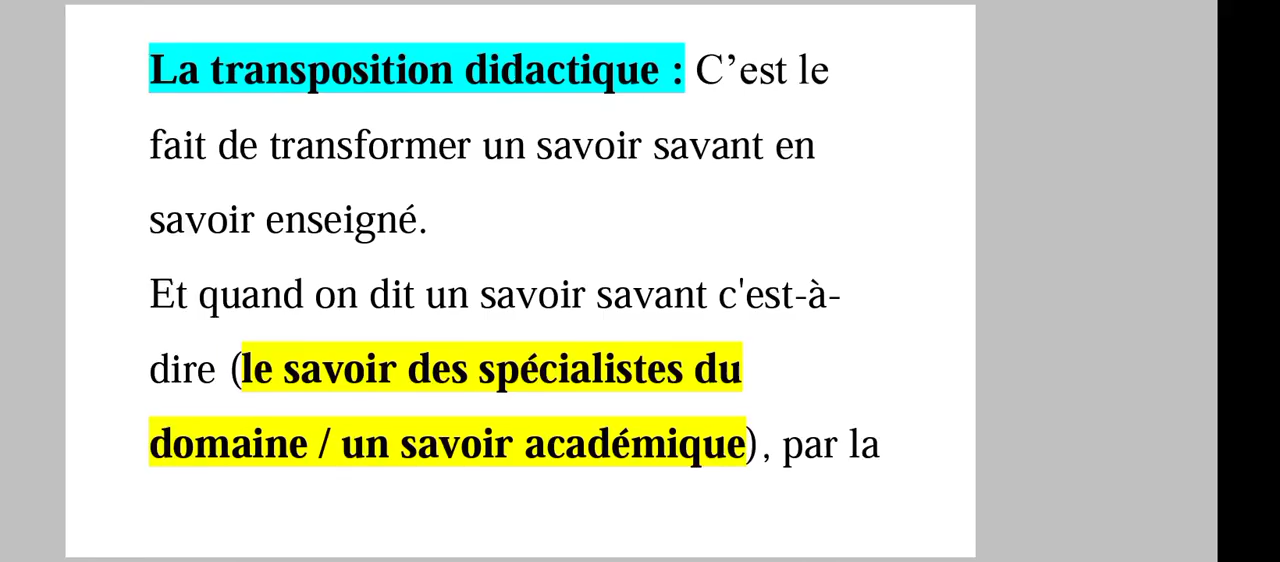 La transposition didactique : C’est le
fait de transformer un savoir savant en
savoir enseigné.
Et quand on dit un savoir savant c'est-à-
dire (le savoir des spécialistes du
domaine / un savoir académique), par la